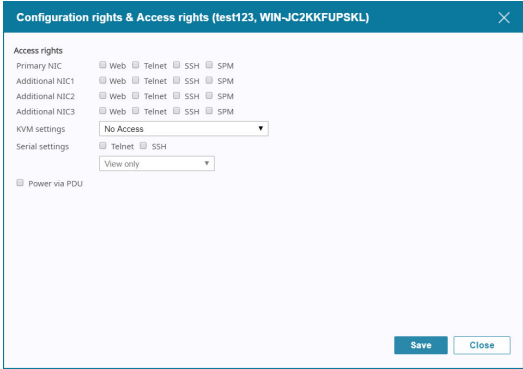 Configuration rights & Access rights (test123, WIN-JC2KKFUPSKL)
Access rights
Primary NIC Web Telnet SSH SPM
Additional NIC1 Web Telnet SSH SPM
Additional NIC2 Web Telnet SSH SPM
Additional NIC3 Web Telnet SSH SPM
KVM settings No Access
Serial settings Telnet SSH
View only
Power via PDU
Save Close